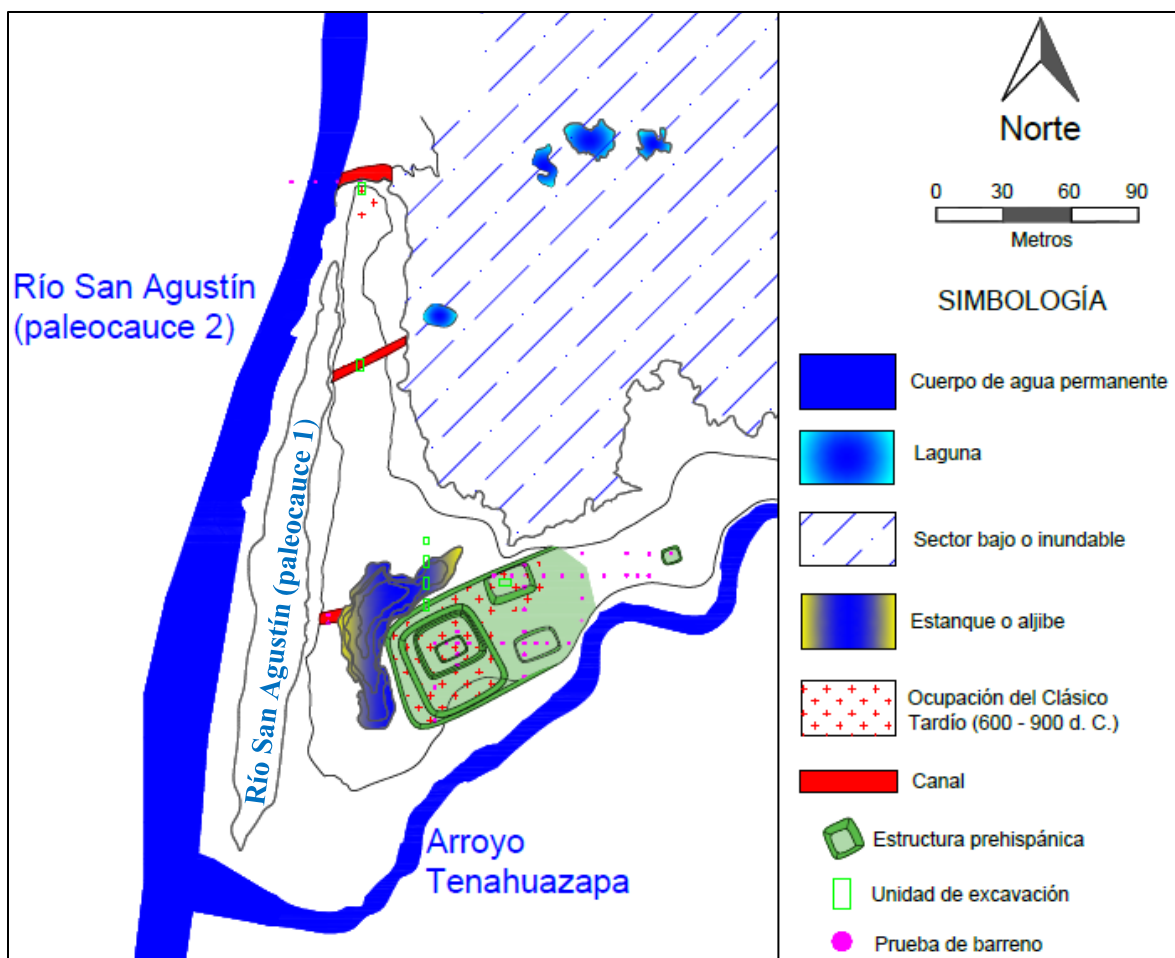 Río San Agustín
(paleocauce 2)
Río San Agustín (paleocauce 1)
Arroyo
Tenahuazapa
Norte
0 30 60 90
Metros
SIMBOLOGÍA
Cuerpo de agua permanente
Laguna
Sector bajo o inundable
Estanque o aljibe
Ocupación del Clásico
Tardío (600 - 900 d. C.)
Canal
Estructura prehispánica
Unidad de excavación
Prueba de barreno